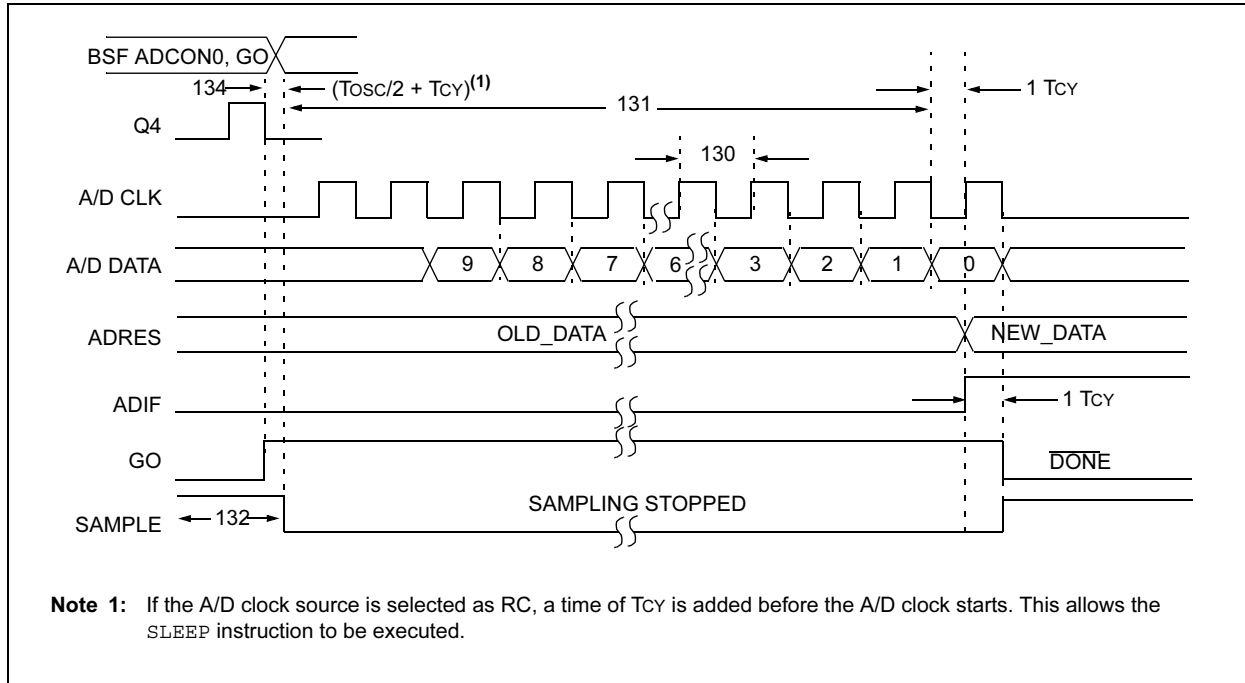 BSF ADCON0, GO
134
(TOSC/2 + TCY)(1)
131
1 TCY
Q4
130
A/D CLK
A/D DATA
9 8 7 6 3 2 1 0
ADRES
OLD_DATA
NEW_DATA
ADIF
1 TCY
GO
DONE
SAMPLING STOPPED
SAMPLE
132
Note 1: If the A/D clock source is selected as RC, a time of TCY is added before the A/D clock starts. This allows the
SLEEP instruction to be executed.